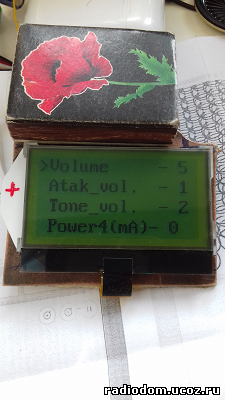 >Volume - 5
Atak_vol. - 1
Tone_vol. - 2
Power4(mA)- 0
+
radiodom.ucoz.ru